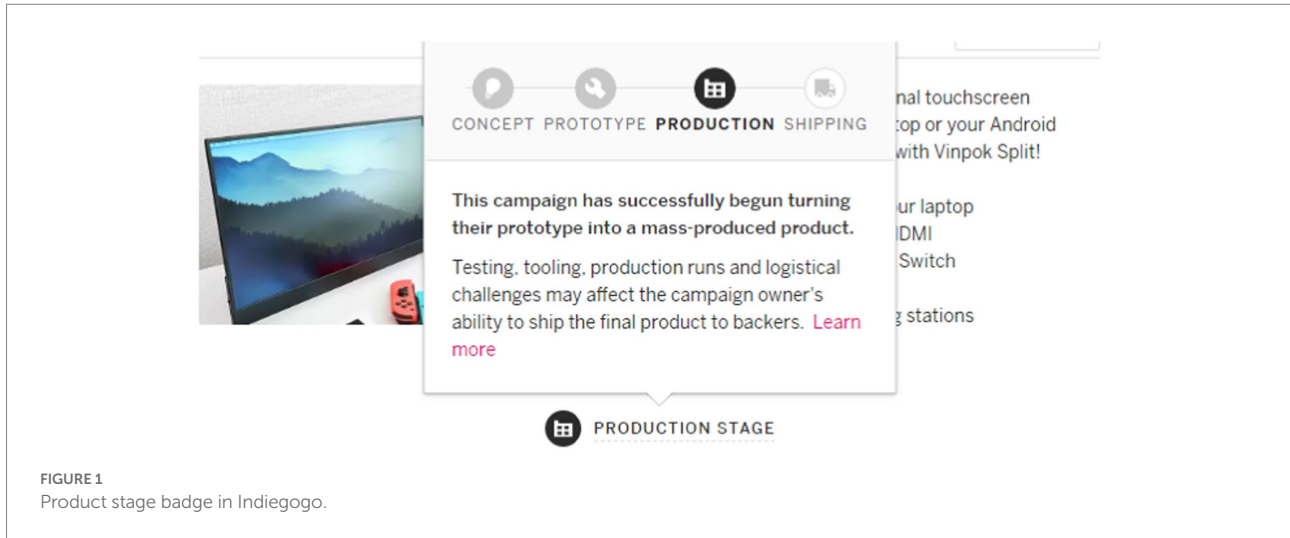 CONCEPT PROTOTYPE PRODUCTION SHIPPING
This campaign has successfully begun turning
their prototype into a mass-produced product.
Testing, tooling, production runs and logistical
challenges may affect the campaign owner's
ability to ship the final product to backers. Learn
more
nal touchscreen
top or your Android
with Vinpok Split!
ur laptop
Switch
stations
PRODUCTION STAGE
FIGURE 1
Product stage badge in Indiegogo.